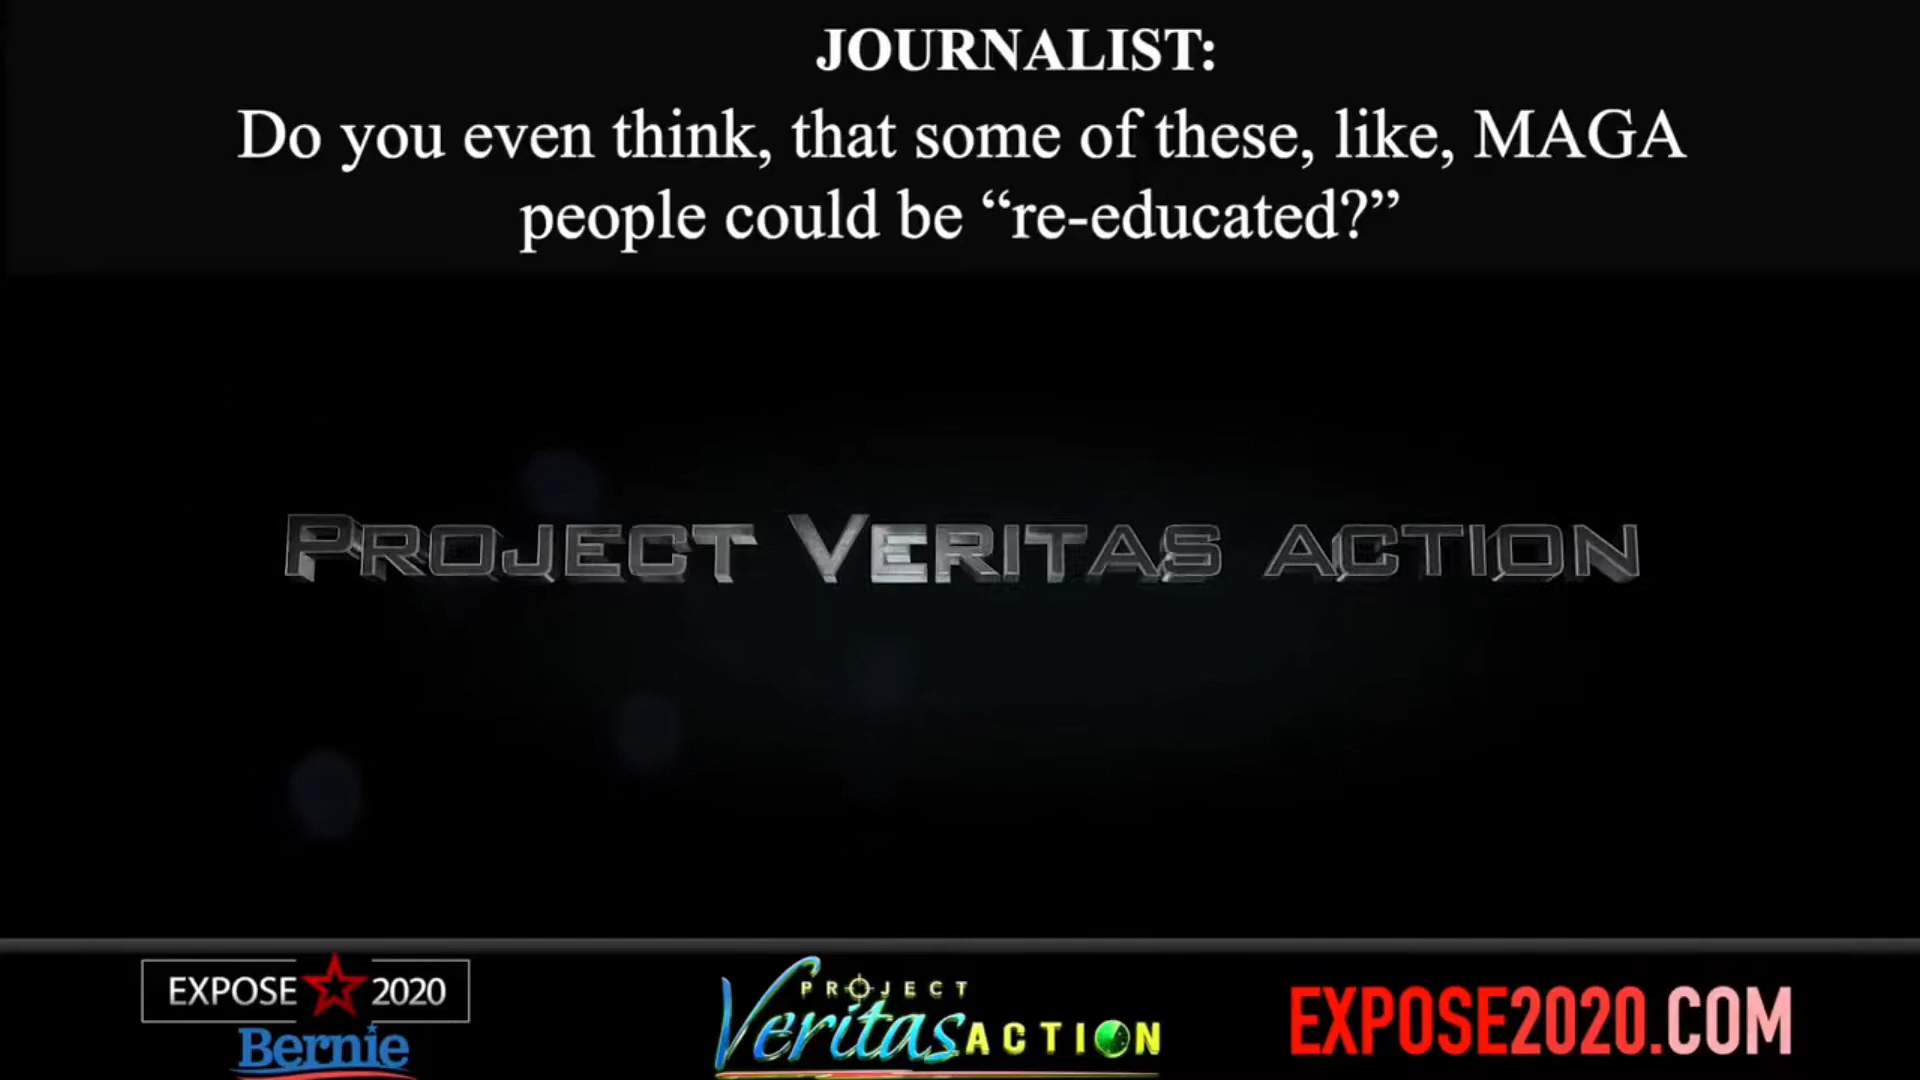 JOURNALIST:
Do you even think, that some of these, like, MAGA
people could be “re-educated?”
PROJECT VERITAS ACTION
EXPOSE 2020
Bernie
PROJECT
Veritas ACTION
EXPOSE2020.COM